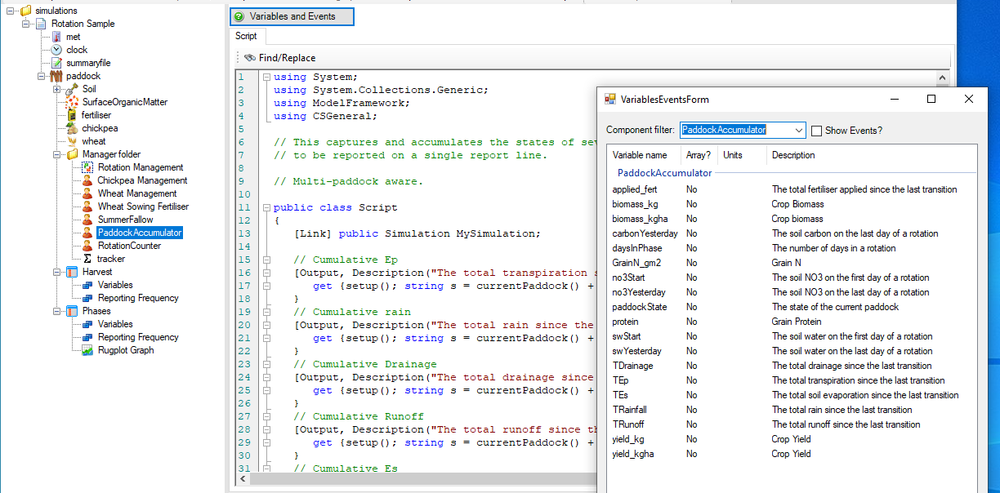 simulations
Rotation Sample
met
clock
summaryfile
paddock
Soil
SurfaceOrganicMatter
fertiliser
chickpea
wheat
Manager folder
Rotation Management
Chickpea Management
Wheat Management
Wheat Sowing Fertiliser
SummerFallow
PaddockAccumulator
RotationCounter
tracker
Harvest
Variables
Reporting Frequency
Phases
Variables
Reporting Frequency
Rugplot Graph
Variables and Events
Script
Find/Replace
1 using System;
2 using System.Collections.Generic;
3 using ModelFramework;
4 using CSGeneral;
5
6 // This captures and accumulates the states of sev
7 // to be reported on a single report line.
8
9 // Multi-paddock aware.
10
11 public class Script
12 {
13 [Link] public Simulation MySimulation;
14
15 // Cumulative Ep
16 [Output, Description("The total transpiration s
17 get {setup(); string s = currentPaddock() +
18 }
19 // Cumulative rain
20 [Output, Description("The total rain since the
21 get {setup(); string s = currentPaddock() +
22 }
23 // Cumulative Drainage
24 [Output, Description("The total drainage since
25 get {setup(); string s = currentPaddock() +
26 }
27 // Cumulative Runoff
28 [Output, Description("The total runoff since th
29 get {setup(); string s = currentPaddock() +
30 }
31 // Cumulative Es
VariablesEventsForm
Component filter: PaddockAccumulator Show Events?
Variable name Array? Units Description
PaddockAccumulator
applied_fert No The total fertiliser applied since the last transition
biomass_kg No Crop Biomass
biomass_kgha No Crop biomass
carbonYesterday No The soil carbon on the last day of a rotation
daysInPhase No The number of days in a rotation
GrainN_gm2 No Grain N
no3Start No The soil NO3 on the first day of a rotation
no3Yesterday No The soil NO3 on the last day of a rotation
paddockState No The state of the current paddock
protein No Grain Protein
swStart No The soil water on the first day of a rotation
swYesterday No The soil water on the last day of a rotation
TDrainage No The total drainage since the last transition
TEp No The total transpiration since the last transition
TEs No The total soil evaporation since the last transition
TRainfall No The total rain since the last transition
TRunoff No The total runoff since the last transition
yield_kg No Crop Yield
yield_kgha No Crop Yield